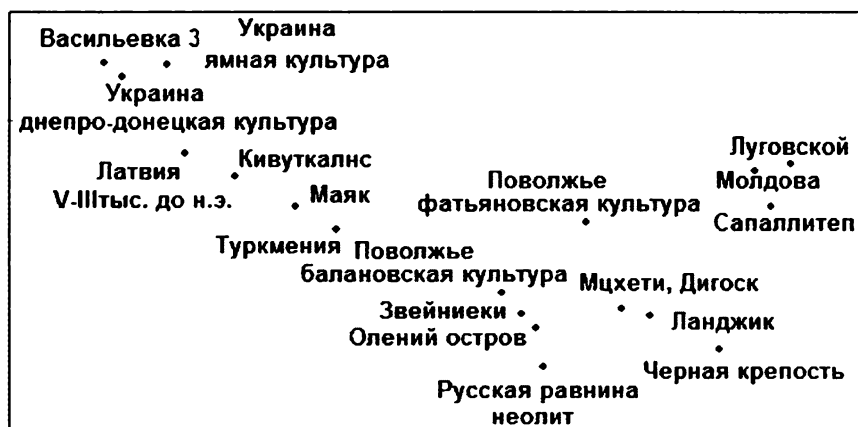 Васильевка 3
Украина
ямная культура
Украина
днепро-донецкая культура
Латвия
V-IIIтыс. до н.э.
Кивуткалнс
Маяк
Туркмения
Поволжье
фатьяновская культура
Луговской
Молдова
Сапаллитеп
Поволжье
балановская культура
Звейниеки
Олений остров
Мцхети, Дигоск
Ланджик
Черная крепость
Русская равнина
неолит